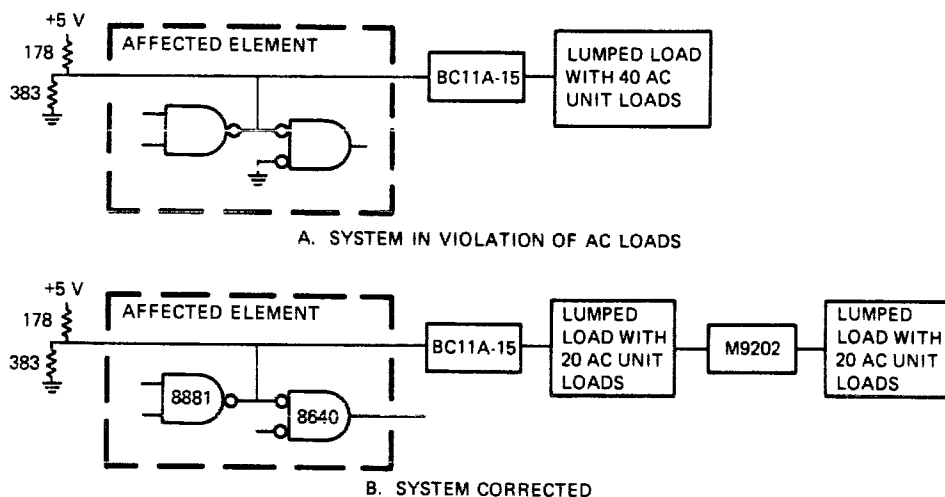 +5 V
178
383
AFFECTED ELEMENT
BC11A-15
LUMPED LOAD
WITH 40 AC
UNIT LOADS
A. SYSTEM IN VIOLATION OF AC LOADS
+5 V
178
383
AFFECTED ELEMENT
8881
8640
BC11A-15
LUMPED
LOAD WITH
20 AC UNIT
LOADS
M9202
LUMPED
LOAD WITH
20 AC UNIT
LOADS
B. SYSTEM CORRECTED